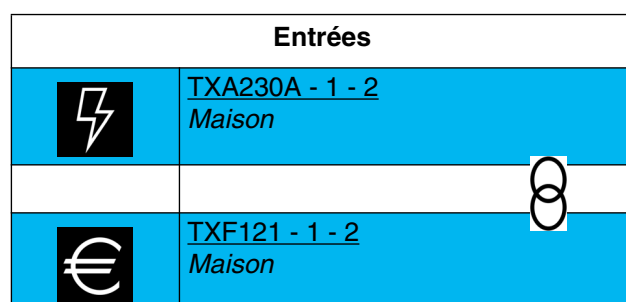 Entrées
TXA230A - 1 - 2
Maison
TXF121 - 1 - 2
Maison
€